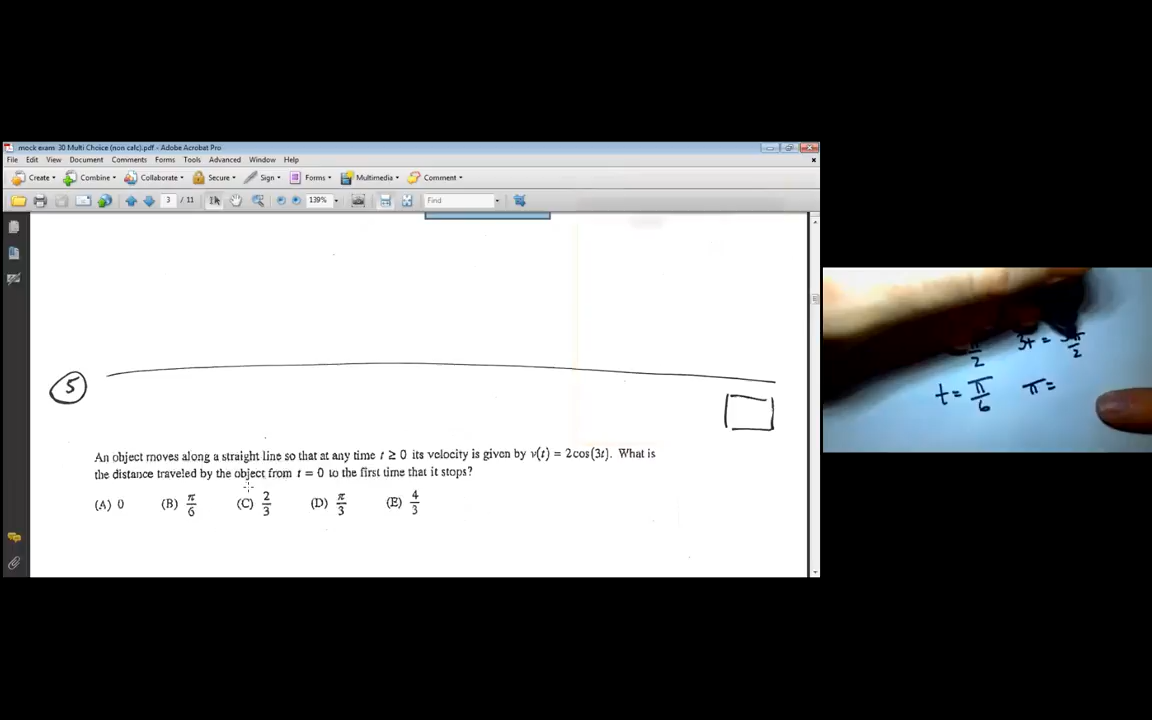 mock exam 30 Multi Choice (non calc).pdf - Adobe Acrobat Pro
File Edit View Document Comments Forms Tools Advanced Window Help
Create Combine Collaborate Secure Sign Forms Multimedia Comment
3 / 11 139% Find
5
An object moves along a straight line so that at any time t ≥ 0 its velocity is given by v(t) = 2cos(3t). What is
the distance traveled by the object from t = 0 to the first time that it stops?
(A) 0 (B) π/6 (C) 2/3 (D) π/3 (E) 4/3
π/2 3t = 3π/2
t = π/6 π =